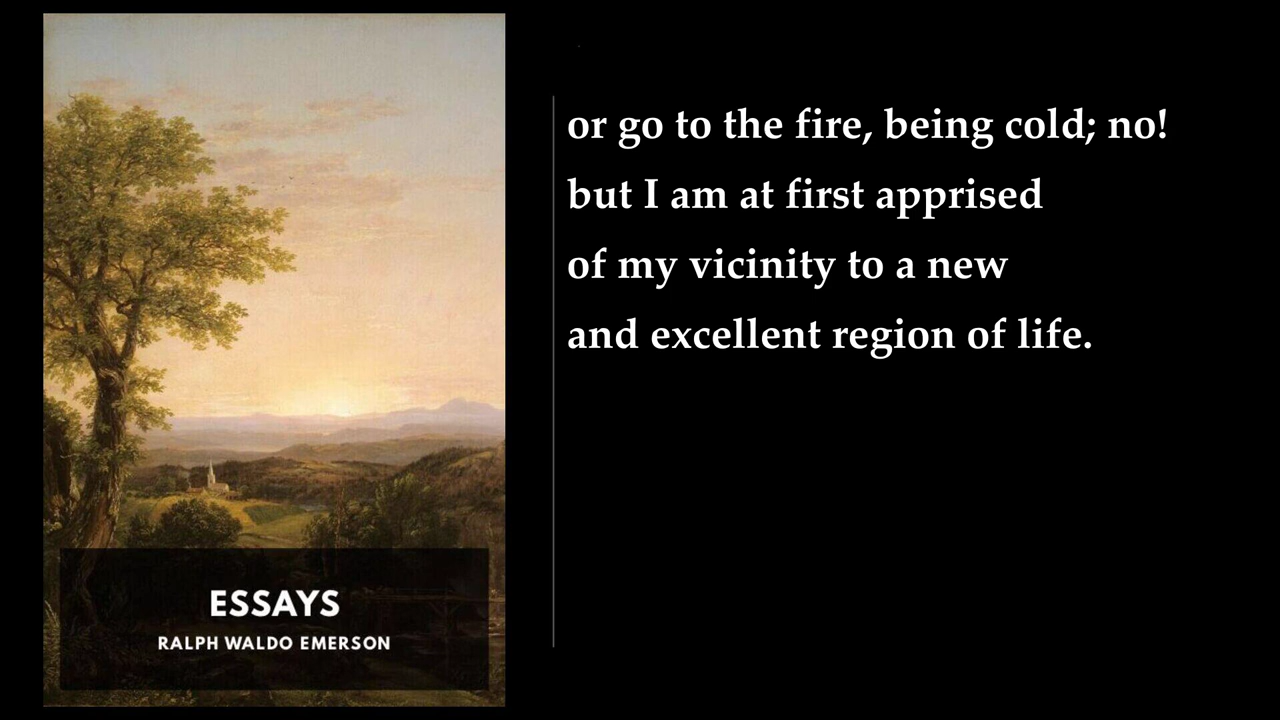 ESSAYS
RALPH WALDO EMERSON
or go to the fire, being cold; no!
but I am at first apprised
of my vicinity to a new
and excellent region of life.